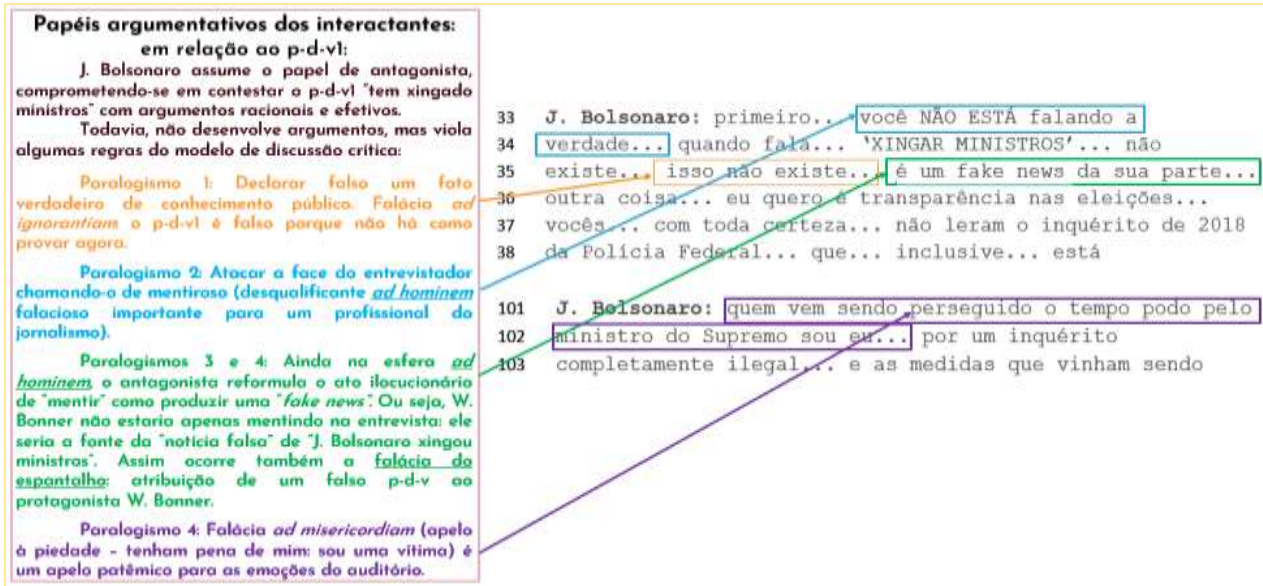 Papéis argumentativos dos interactantes:
em relação ao p-d-v1:
J. Bolsonaro assume o papel de antagonista,
comprometendo-se em contestar o p-d-v1 "tem xingado
ministros" com argumentos racionais e efetivos.
Todavia, não desenvolve argumentos, mas viola
algumas regras do modelo de discussão crítica:
Paralogismo 1: Declarar falso um fato
verdadeiro de conhecimento público. Falácia ad
ignorantiam o p-d-v1 é falso porque não há como
provar agora.
Paralogismo 2: Atacar a face do entrevistador
chamando-o de mentiroso (desqualificante ad hominem
falacioso importante para um profissional do
jornalismo).
Paralogismos 3 e 4: Ainda na esfera ad
hominem, o antagonista reformula o ato ilocucionário
de "mentir" como produzir uma "fake news". Ou seja, W.
Bonner não estaria apenas mentindo na entrevista: ele
seria a fonte da "notícia falsa" de "J. Bolsonaro xingou
ministros". Assim ocorre também a falácia do
espantalho: atribuição de um falso p-d-v ao
protagonista W. Bonner.
Paralogismo 4: Falácia ad misericordiam (apelo
à piedade - tenham pena de mim: sou uma vítima) é
um apelo patêmico para as emoções do auditório.
33 J. Bolsonaro: primeiro... você NÃO ESTÁ falando a
34 verdade... quando fala... 'XINGAR MINISTROS'... não
35 existe... isso não existe... é um fake news da sua parte...
36 outra coisa... eu quero é transparência nas eleições...
37 vocês... com toda certeza... não leram o inquérito de 2018
38 da Polícia Federal... que... inclusive... está
101 J. Bolsonaro: quem vem sendo perseguido o tempo podo pelo
102 ministro do Supremo sou eu... por um inquérito
103 completamente ilegal... e as medidas que vinham sendo